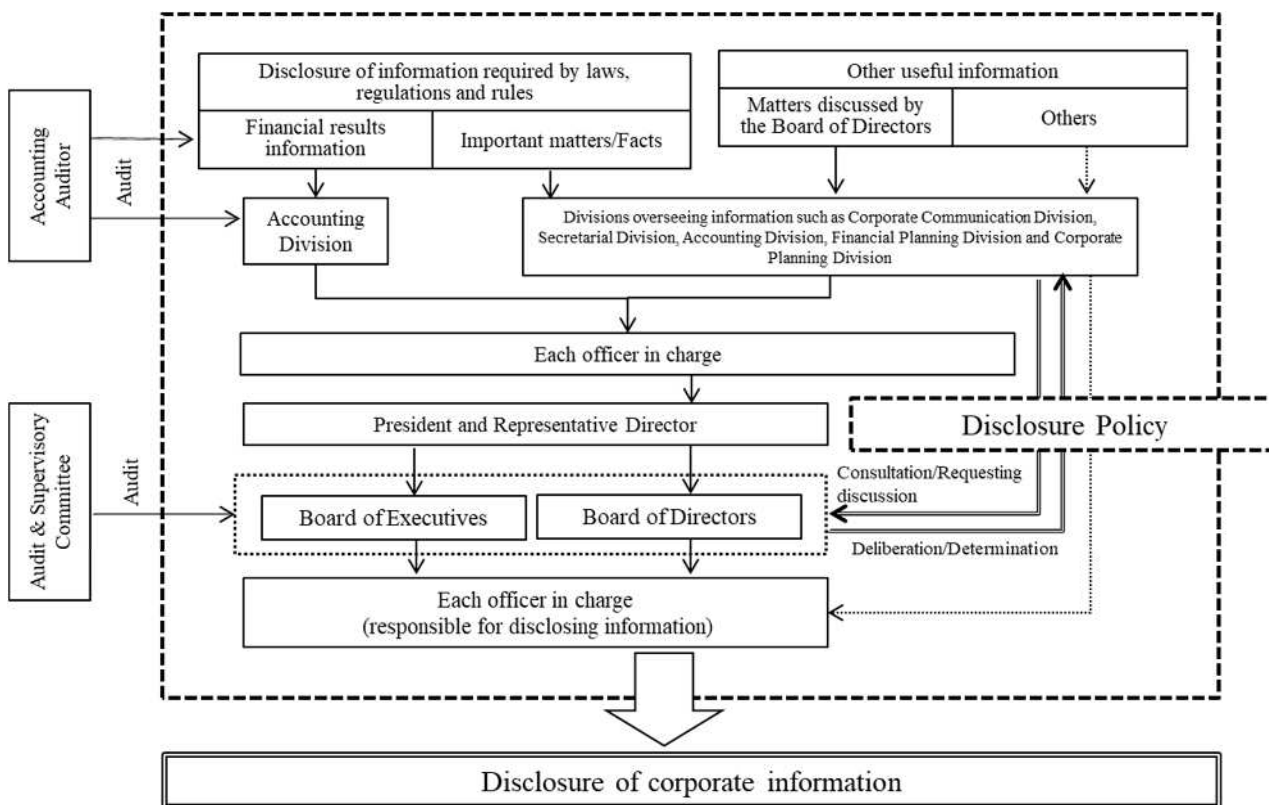 Disclosure of information required by laws,
regulations and rules
Other useful information
Financial results
information
Important matters/Facts
Matters discussed by
the Board of Directors
Others
Accounting
Auditor
Audit
Accounting
Division
Divisions overseeing information such as Corporate Communication Division,
Secretarial Division, Accounting Division, Financial Planning Division and Corporate
Planning Division
Each officer in charge
President and Representative Director
Disclosure Policy
Audit & Supervisory
Committee
Audit
Board of Executives
Board of Directors
Consultation/Requesting
discussion
Deliberation/Determination
Each officer in charge
(responsible for disclosing information)
Disclosure of corporate information